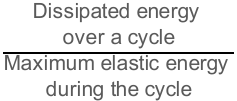 Dissipated energy
over a cycle
Maximum elastic energy
during the cycle